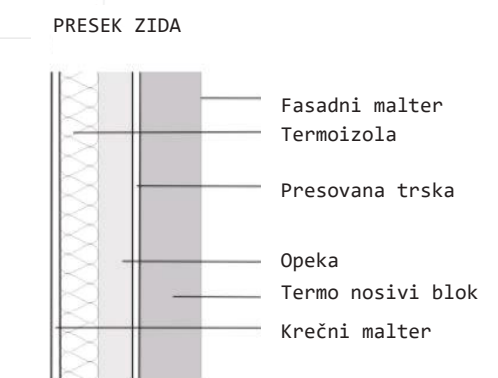 PRESEK ZIDA
Fasadni malter
Termoizola
Presovana trska
Opeka
Termo nosivi blok
Krečni malter